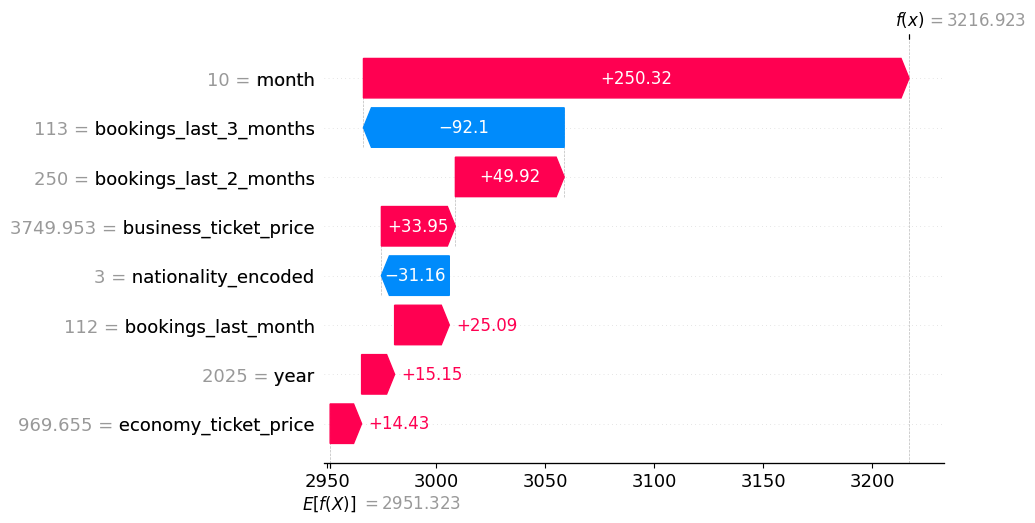 f(x) = 3216.923
10 = month
+250.32
113 = bookings_last_3_months
−92.1
250 = bookings_last_2_months
+49.92
3749.953 = business_ticket_price
+33.95
3 = nationality_encoded
−31.16
112 = bookings_last_month
+25.09
2025 = year
+15.15
969.655 = economy_ticket_price
+14.43
2950 3000 3050 3100 3150 3200
E[f(X)] = 2951.323